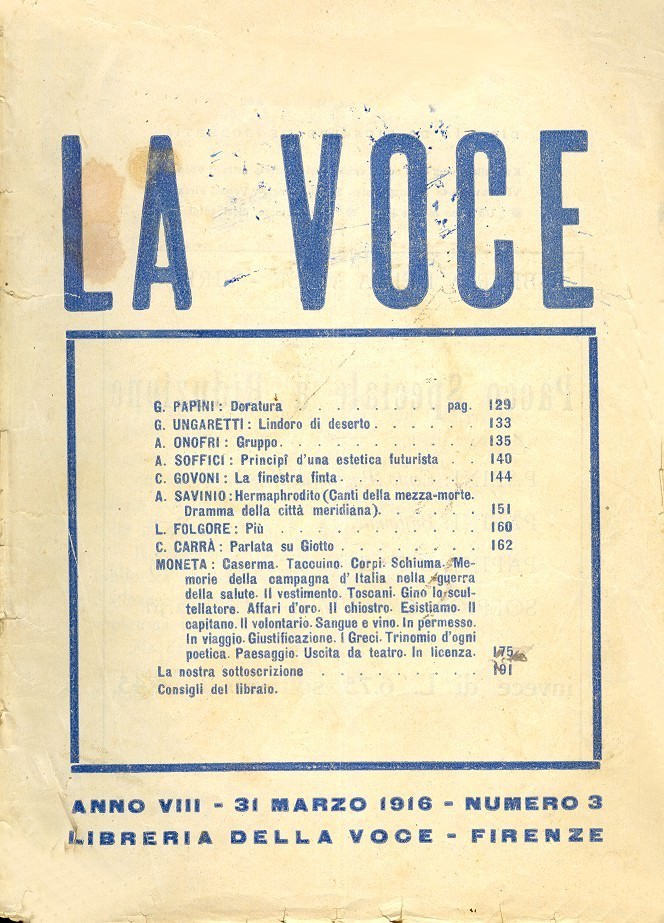 LA VOCE
G. PAPINI: Doratura . . . . . . . . pag. 129
G. UNGARETTI: Lindoro di deserto . . . . . . . 133
A. ONOFRI: Gruppo. . . . . . . . . . . 135
A. SOFFICI: Principî d'una estetica futurista . . . 140
C. GOVONI: La finestra finta. . . . . . . . . 144
A. SAVINIO: Hermaphrodito (Canti della mezza-morte.
Dramma della città meridiana). . . . . . . 151
L. FOLGORE: Più . . . . . . . . . . . . 160
C. CARRÀ: Parlata su Giotto . . . . . . . . . 162
MONETA: Caserma. Taccuino. Corpi. Schiuma. Me-
morie della campagna d'Italia nella guerra
della salute. Il vestimento. Toscani. Gino lo scul-
tellatore. Affari d'oro. Il chiostro. Esistiamo. Il
capitano. Il volontario. Sangue e vino. In permesso.
In viaggio. Giustificazione. I Greci. Trinomio d'ogni
poetica. Paesaggio. Uscita da teatro. In licenza. 175
La nostra sottoscrizione . . . . . . . . . . . 191
Consigli del libraio.
ANNO VIII - 31 MARZO 1916 - NUMERO 3
LIBRERIA DELLA VOCE - FIRENZE